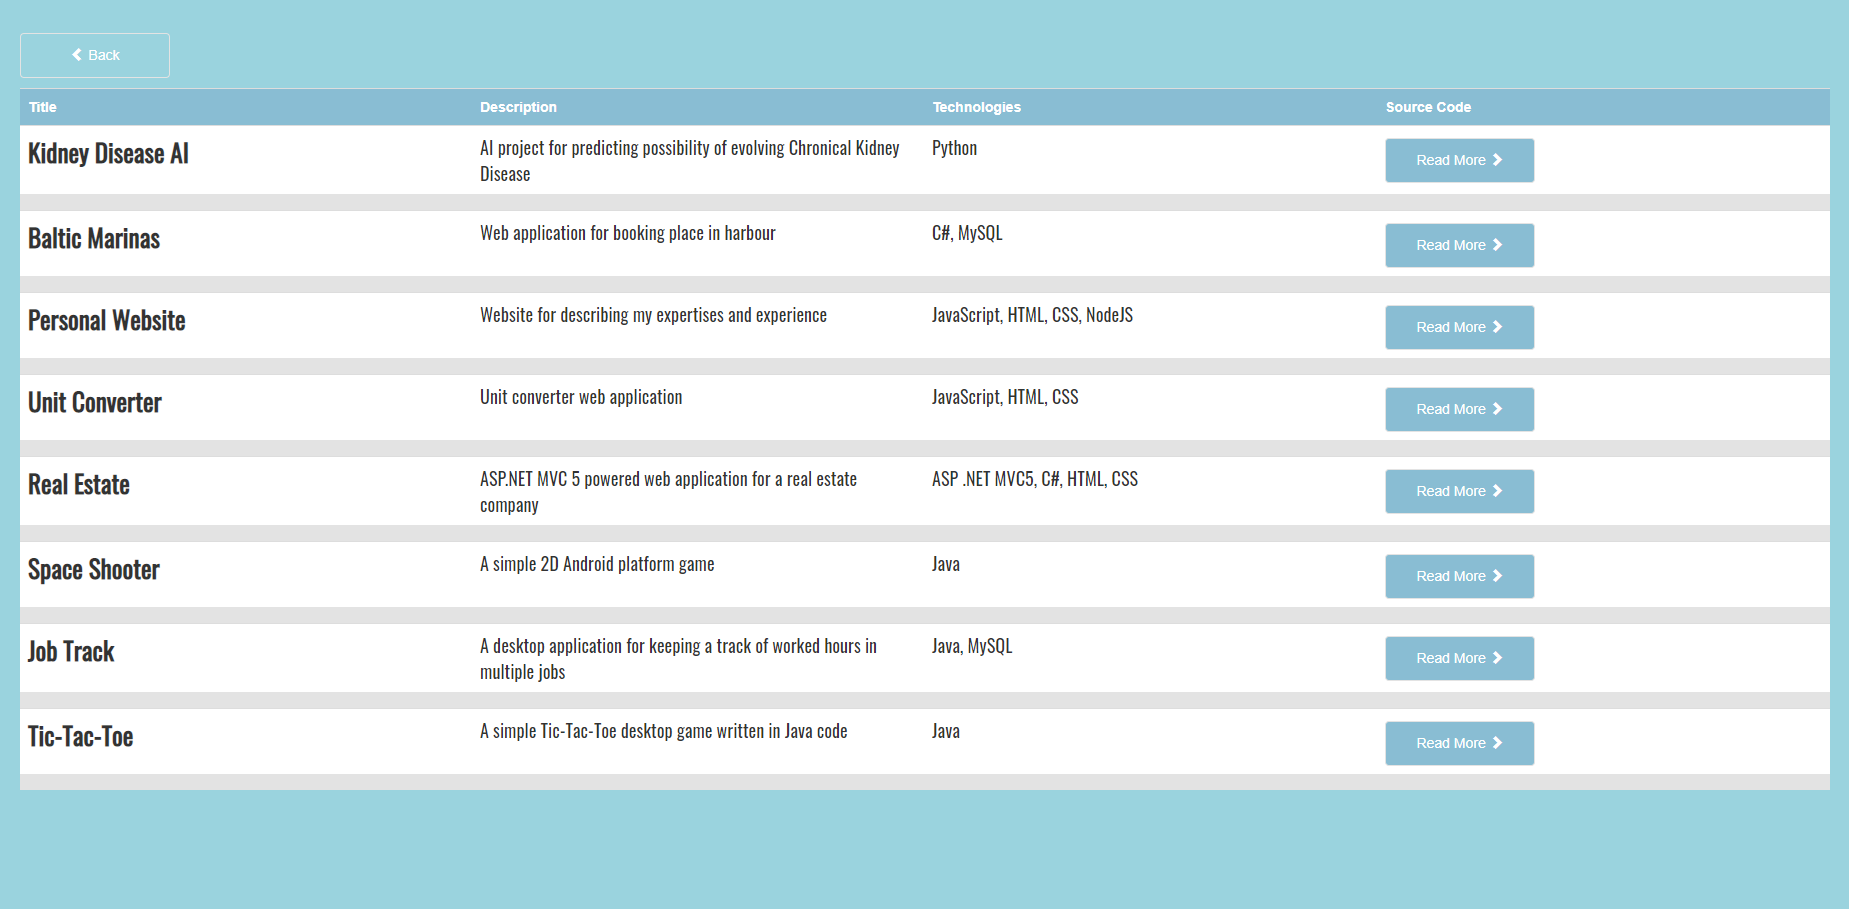 Back
Title Description Technologies Source Code
Kidney Disease AI AI project for predicting possibility of evolving Chronical Kidney Python Read More
Disease
Baltic Marinas Web application for booking place in harbour C#, MySQL Read More
Personal Website Website for describing my expertises and experience JavaScript, HTML, CSS, NodeJS Read More
Unit Converter Unit converter web application JavaScript, HTML, CSS Read More
Real Estate ASP.NET MVC 5 powered web application for a real estate ASP .NET MVC5, C#, HTML, CSS Read More
company
Space Shooter A simple 2D Android platform game Java Read More
Job Track A desktop application for keeping a track of worked hours in Java, MySQL Read More
multiple jobs
Tic-Tac-Toe A simple Tic-Tac-Toe desktop game written in Java code Java Read More